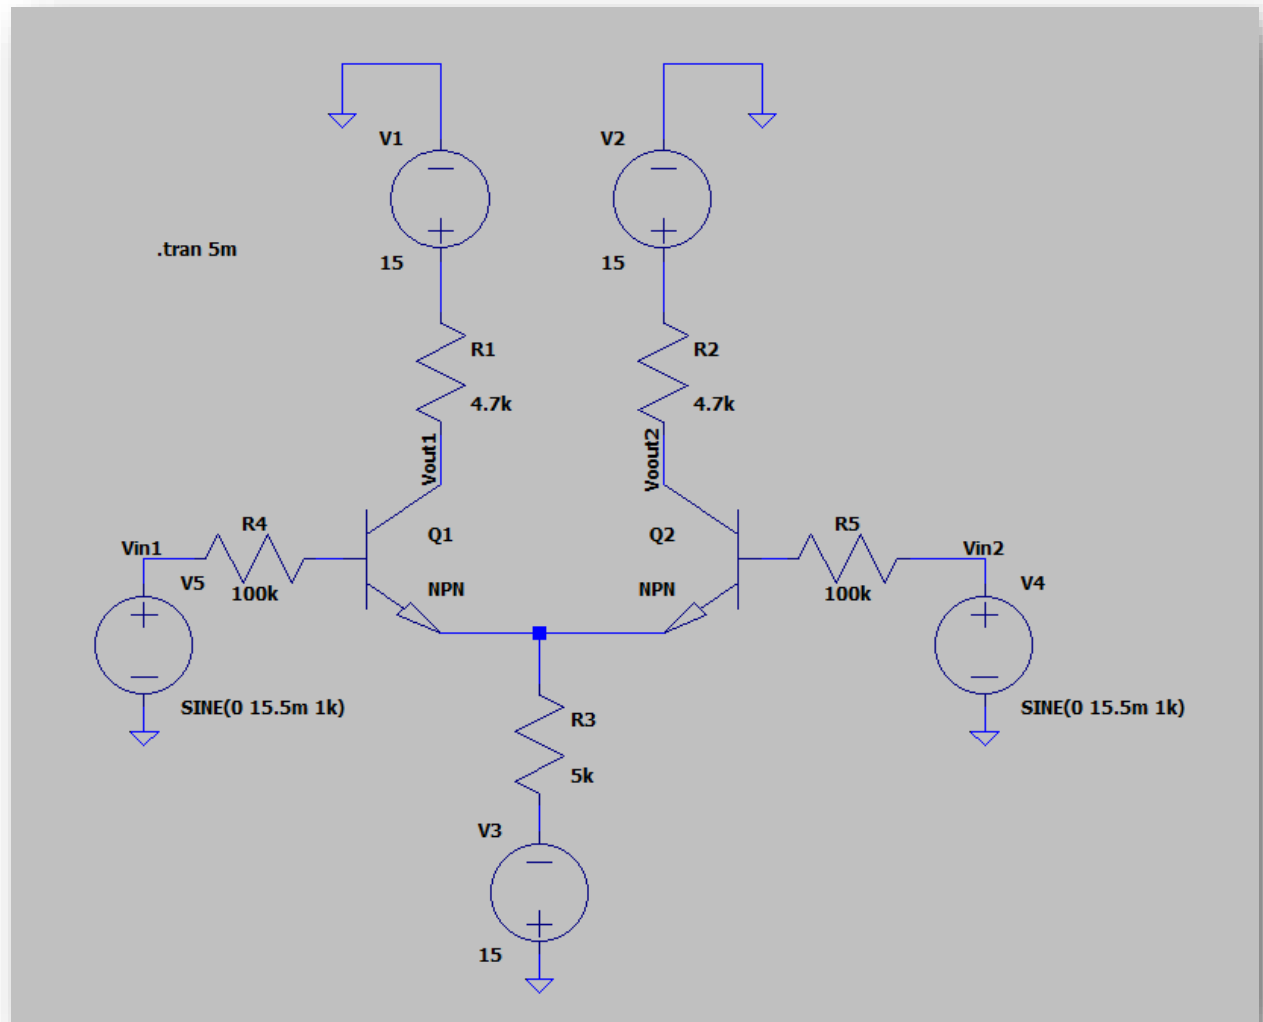 V1
V2
.tran 5m
15
15
R1
R2
4.7k
4.7k
Vout1
Voout2
R4
Q1
Q2
R5
Vin1
Vin2
V5
100k
NPN
NPN
100k
V4
SINE(0 15.5m 1k)
SINE(0 15.5m 1k)
R3
5k
V3
15